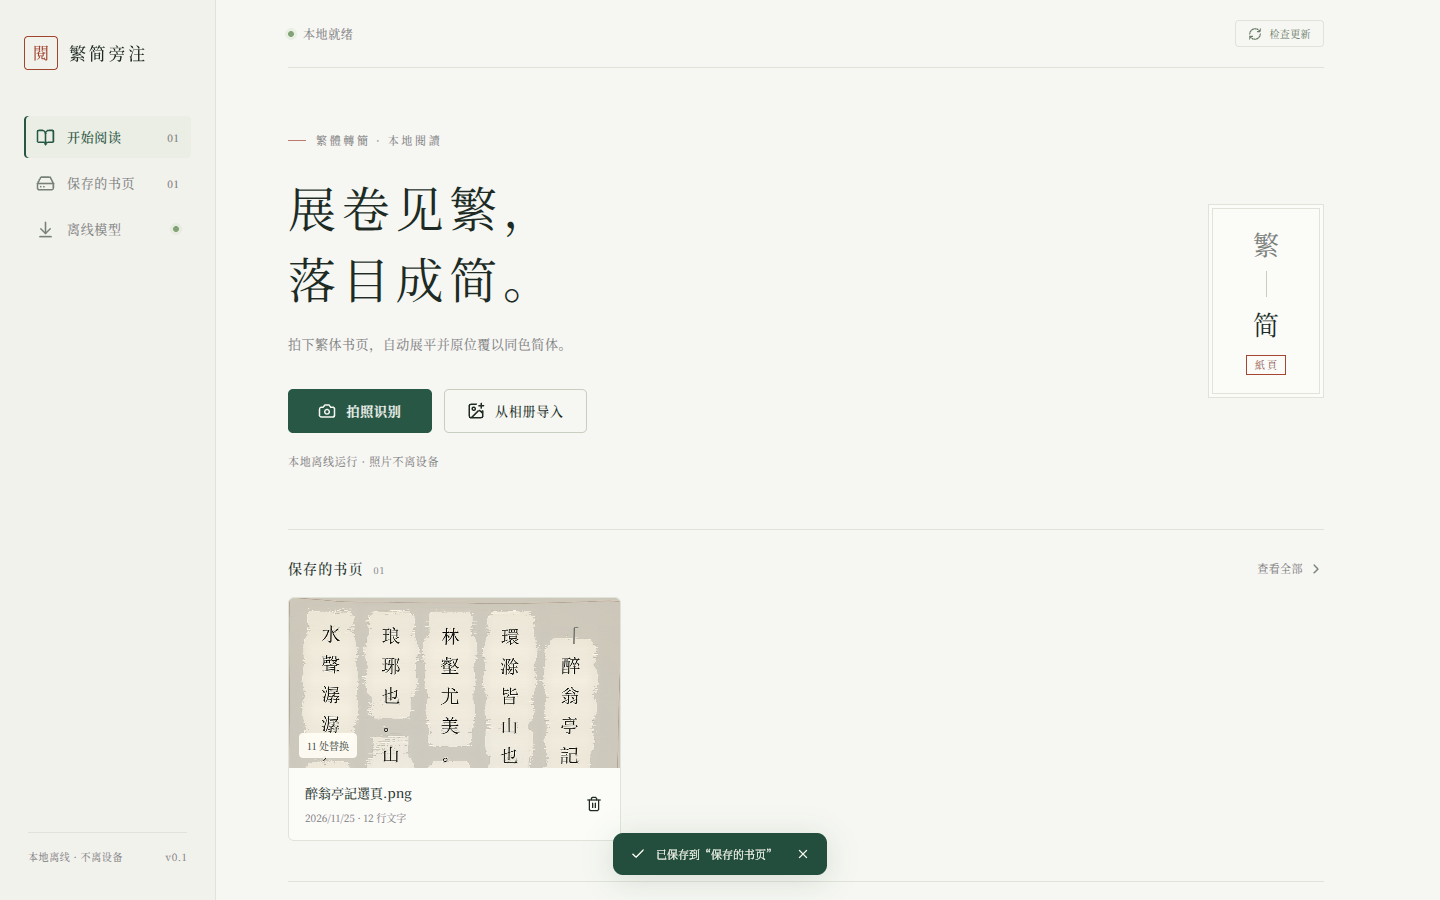 閱 繁简旁注
开始阅读 01
保存的书页 01
离线模型
本地离线 · 不离设备 v0.1
本地就绪
检查更新
繁體轉簡 · 本地閱讀
展卷见繁，
落目成简。
拍下繁体书页，自动展平并原位覆以同色简体。
拍照识别
从相册导入
本地离线运行 · 照片不离设备
繁
简
紙頁
保存的书页 01
查看全部
「醉翁亭記
環滁皆山也
林壑尤美。
琅琊也。山
水聲潺潺
11 处替换
醉翁亭記選頁.png
2026/11/25 · 12 行文字
已保存到“保存的书页”